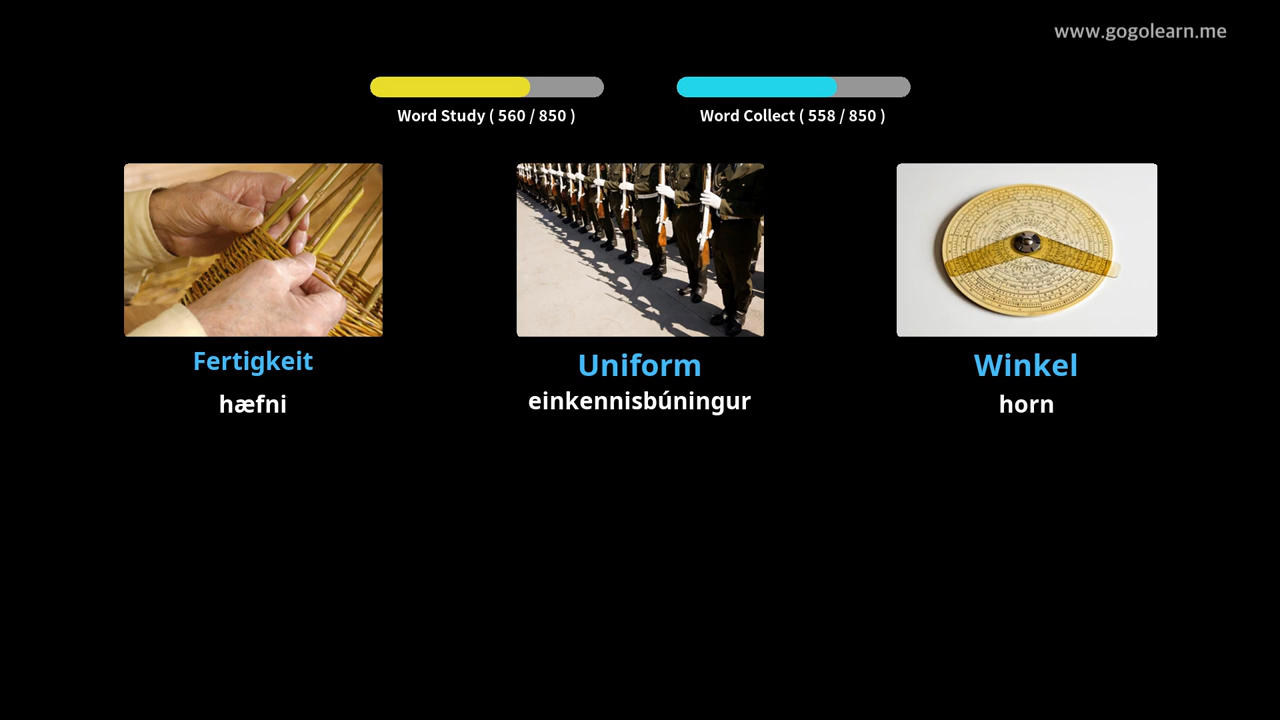 www.gogolearn.me
Word Study ( 560 / 850 )
Word Collect ( 558 / 850 )
Fertigkeit
hæfni
Uniform
einkennisbúningur
Winkel
horn